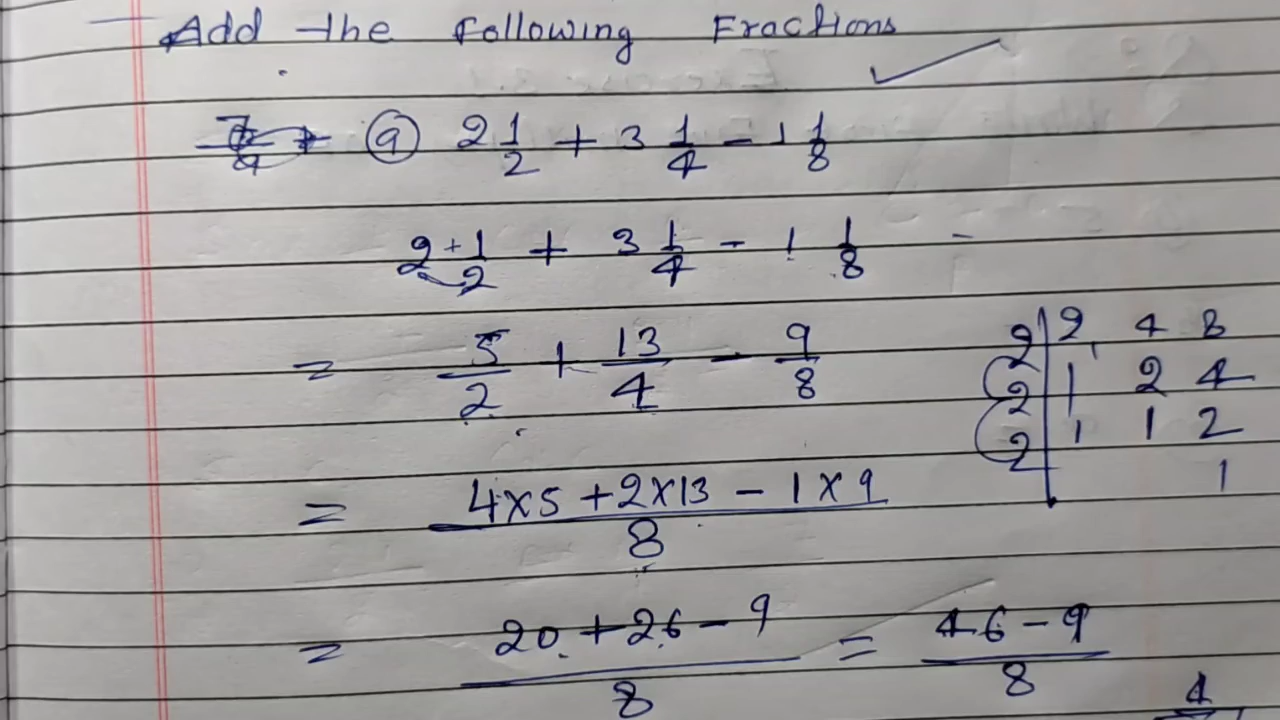 Add the Following Fractions
(a) 2 1/2 + 3 1/4 - 1 1/8
2 + 1/2 + 3 1/4 - 1 1/8 -
= 5/2 + 13/4 - 9/8
2 | 2, 4 8
2 | 1 2 4
2 | 1 1 2
1
= 4×5 + 2×13 - 1×9 / 8
= 20 + 26 - 9 / 8 = 46 - 9 / 8
4